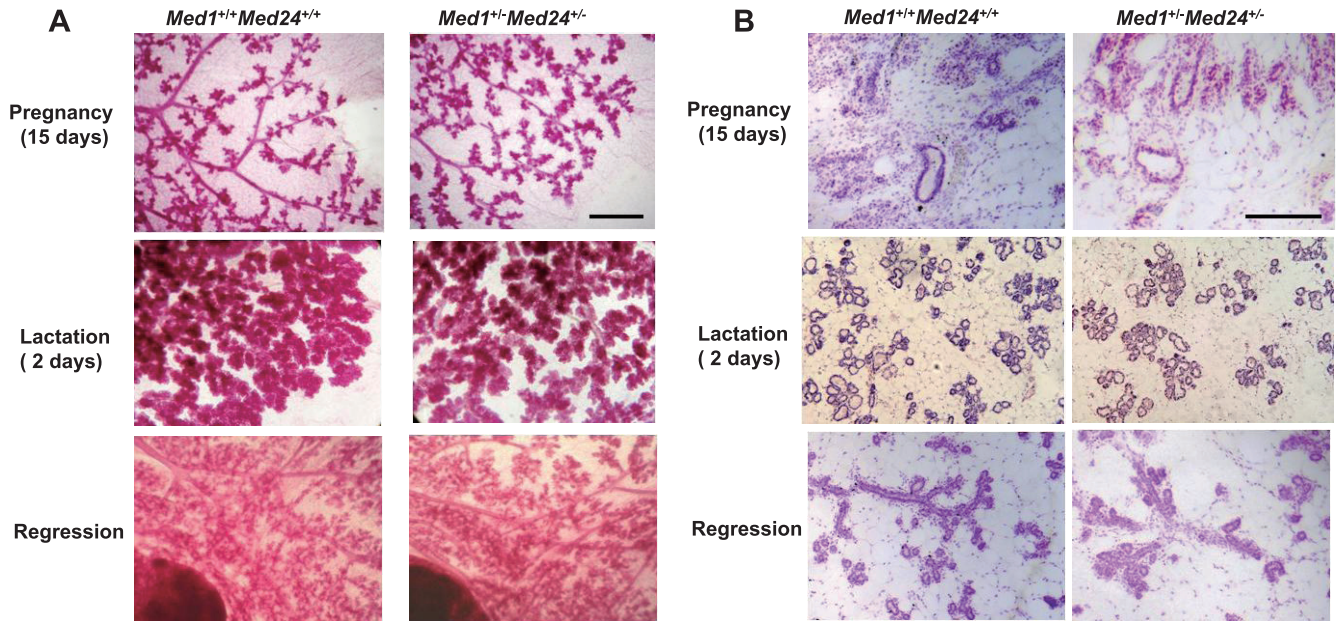 A
Med1+/+Med24+/+
Med1+/-Med24+/-
Pregnancy
(15 days)
Lactation
( 2 days)
Regression
B
Med1+/+Med24+/+
Med1+/-Med24+/-
Pregnancy
(15 days)
Lactation
( 2 days)
Regression